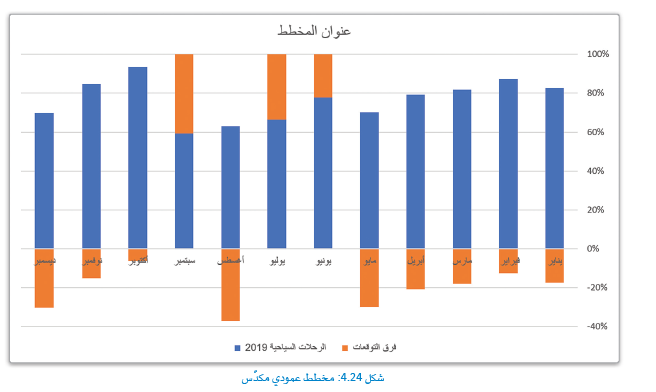 عنوان المخطط
100%
80%
60%
40%
20%
0%
-20%
-40%
يناير فبراير مارس أبريل مايو يونيو يوليو أغسطس سبتمبر أكتوبر نوفمبر ديسمبر
فرق التوقعات الرحلات السياحية 2019
شكل 4.24: مخطط عمودي مكدّس